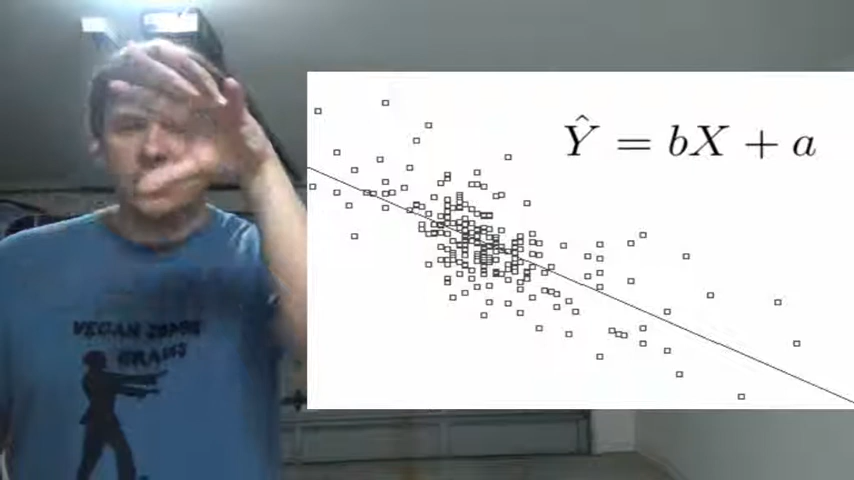 Ŷ = bX + a
VEGAN ZOMBIE
GRAINS